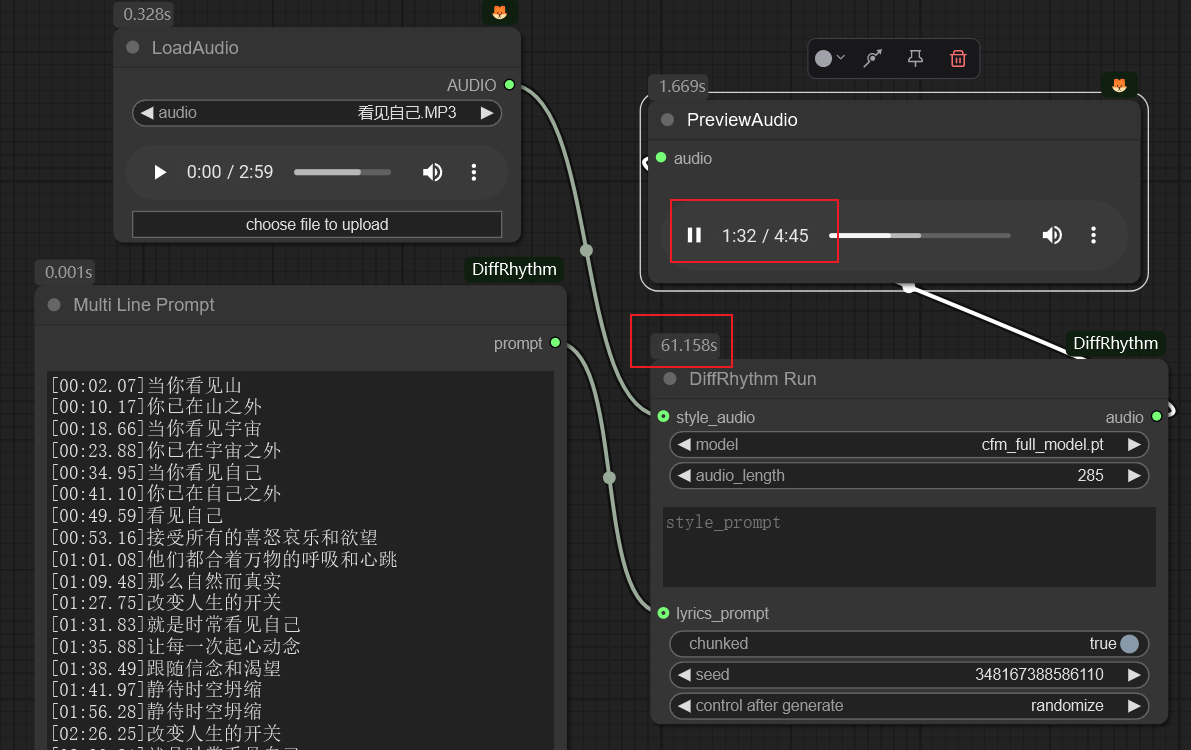 0.328s
LoadAudio
AUDIO
audio 看见自己.MP3
0:00 / 2:59
choose file to upload
0.001s
DiffRhythm
Multi Line Prompt
prompt
[00:02.07]当你看见山
[00:10.17]你已在山之外
[00:18.66]当你看见宇宙
[00:23.88]你已在宇宙之外
[00:34.95]当你看见自己
[00:41.10]你已在自己之外
[00:49.59]看见自己
[00:53.16]接受所有的喜怒哀乐和欲望
[01:01.08]他们都合着万物的呼吸和心跳
[01:09.48]那么自然而真实
[01:27.75]改变人生的开关
[01:31.83]就是时常看见自己
[01:35.88]让每一次起心动念
[01:38.49]跟随信念和渴望
[01:41.97]静待时空坍缩
[01:56.28]静待时空坍缩
[02:26.25]改变人生的开关
1.669s
PreviewAudio
audio
1:32 / 4:45
61.158s
DiffRhythm
DiffRhythm Run
style_audio audio
model cfm_full_model.pt
audio_length 285
style_prompt
lyrics_prompt
chunked true
seed 348167388586110
control after generate randomize